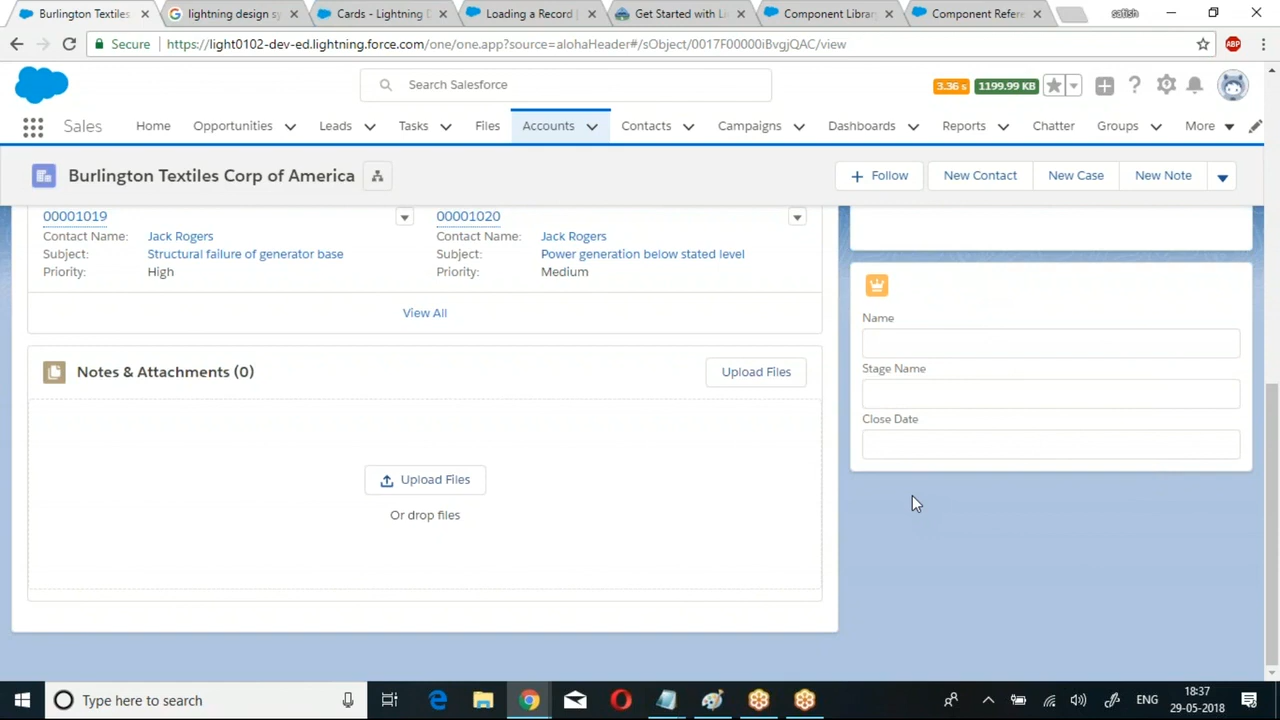 Burlington Textiles
lightning design sy
Cards - Lightning D
Loading a Record
Get Started with Li
Component Librar
Component Refere
satish
Secure
https://light0102-dev-ed.lightning.force.com/one/one.app?source=alohaHeader#/sObject/0017F00000iBvgjQAC/view
ABP
Search Salesforce
3.36 s
1199.99 KB
Sales
Home
Opportunities
Leads
Tasks
Files
Accounts
Contacts
Campaigns
Dashboards
Reports
Chatter
Groups
More
Burlington Textiles Corp of America
Follow
New Contact
New Case
New Note
00001019
00001020
Contact Name: Jack Rogers
Contact Name: Jack Rogers
Subject: Structural failure of generator base
Subject: Power generation below stated level
Priority: High
Priority: Medium
View All
Notes & Attachments (0)
Upload Files
Upload Files
Or drop files
Name
Stage Name
Close Date
Type here to search
ENG
18:37
29-05-2018